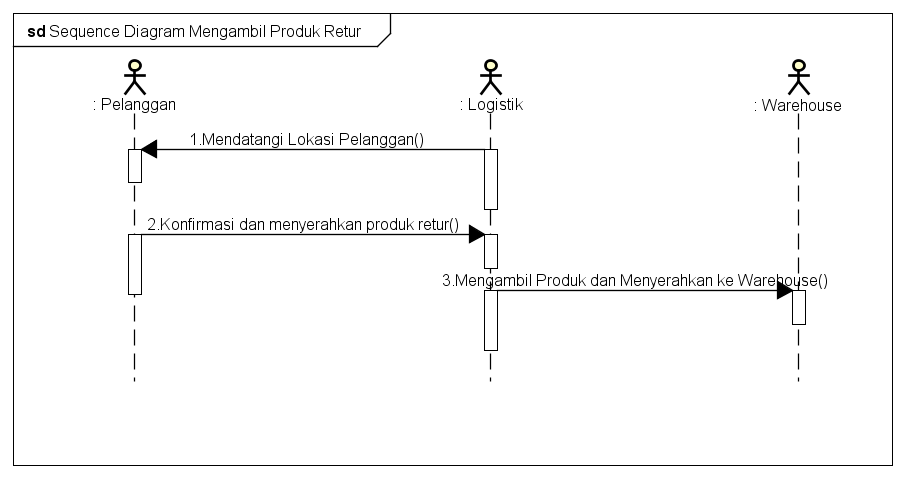 sd Sequence Diagram Mengambil Produk Retur
: Pelanggan
: Logistik
: Warehouse
1.Mendatangi Lokasi Pelanggan()
2.Konfirmasi dan menyerahkan produk retur()
3.Mengambil Produk dan Menyerahkan ke Warehouse()